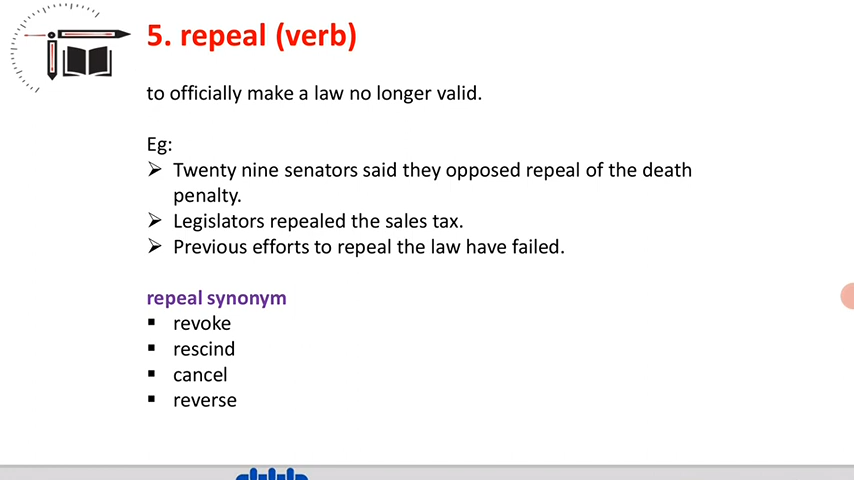 5. repeal (verb)
to officially make a law no longer valid.
Eg:
➢ Twenty nine senators said they opposed repeal of the death
penalty.
➢ Legislators repealed the sales tax.
➢ Previous efforts to repeal the law have failed.
repeal synonym
▪ revoke
▪ rescind
▪ cancel
▪ reverse